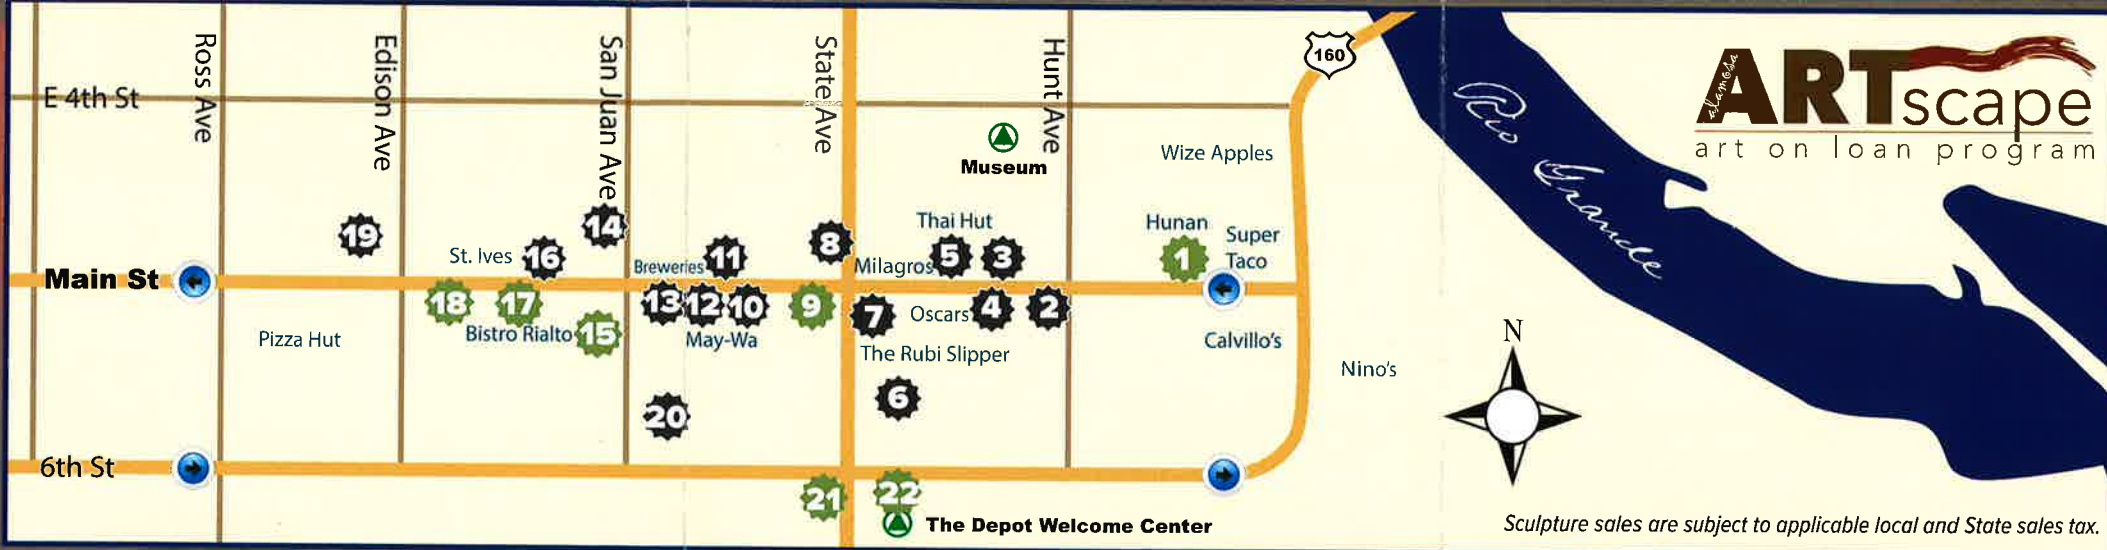 Ross Ave
Edison Ave
San Juan Ave
State Ave
Hunt Ave
160
E 4th St
Rio Grande
alamosa
ARTscape
art on loan program
Museum
Wize Apples
19
14
St. Ives
16
Breweries
11
8
Thai Hut
Milagros
5
3
Hunan
1
Super
Taco
Main St
18
17
Bistro Rialto
15
13
12
10
May-Wa
9
7
Oscars
4
2
The Rubi Slipper
Pizza Hut
Calvillo's
Nino's
N
20
6
6th St
21
22
The Depot Welcome Center
Sculpture sales are subject to applicable local and State sales tax.